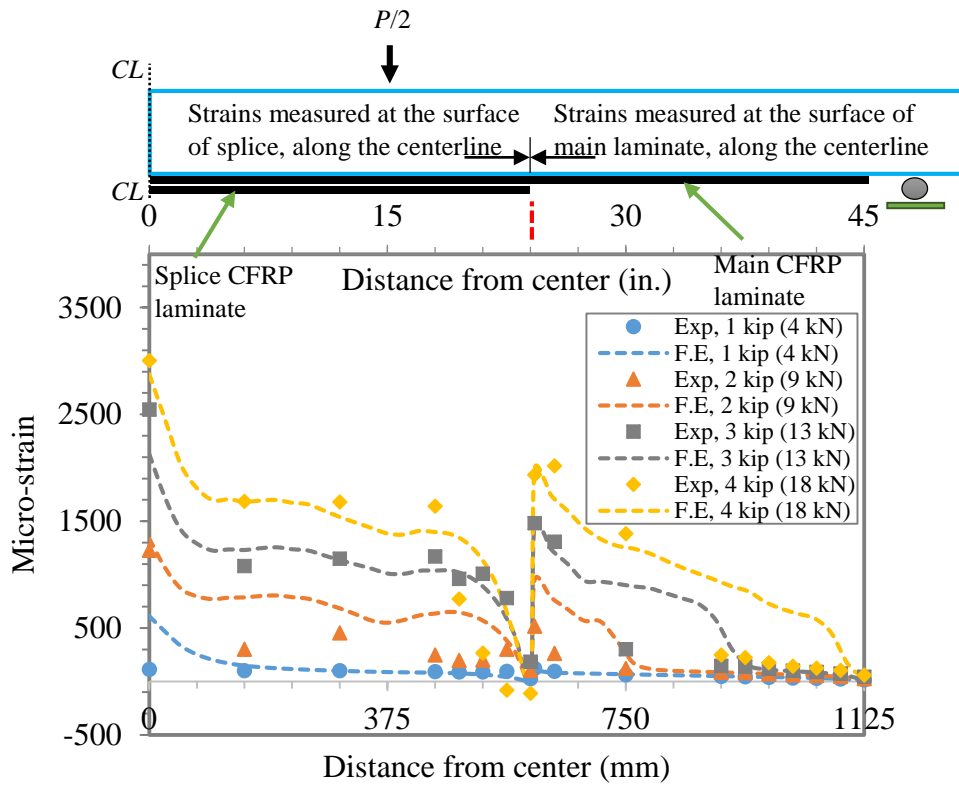 P/2
CL
Strains measured at the surface
of splice, along the centerline
Strains measured at the surface of
main laminate, along the centerline
CL
0
15
30
45
Distance from center (in.)
Splice CFRP
laminate
Main CFRP
laminate
3500
2500
1500
500
-500
Micro-strain
Exp, 1 kip (4 kN)
F.E, 1 kip (4 kN)
Exp, 2 kip (9 kN)
F.E, 2 kip (9 kN)
Exp, 3 kip (13 kN)
F.E, 3 kip (13 kN)
Exp, 4 kip (18 kN)
F.E, 4 kip (18 kN)
0
375
750
1125
Distance from center (mm)